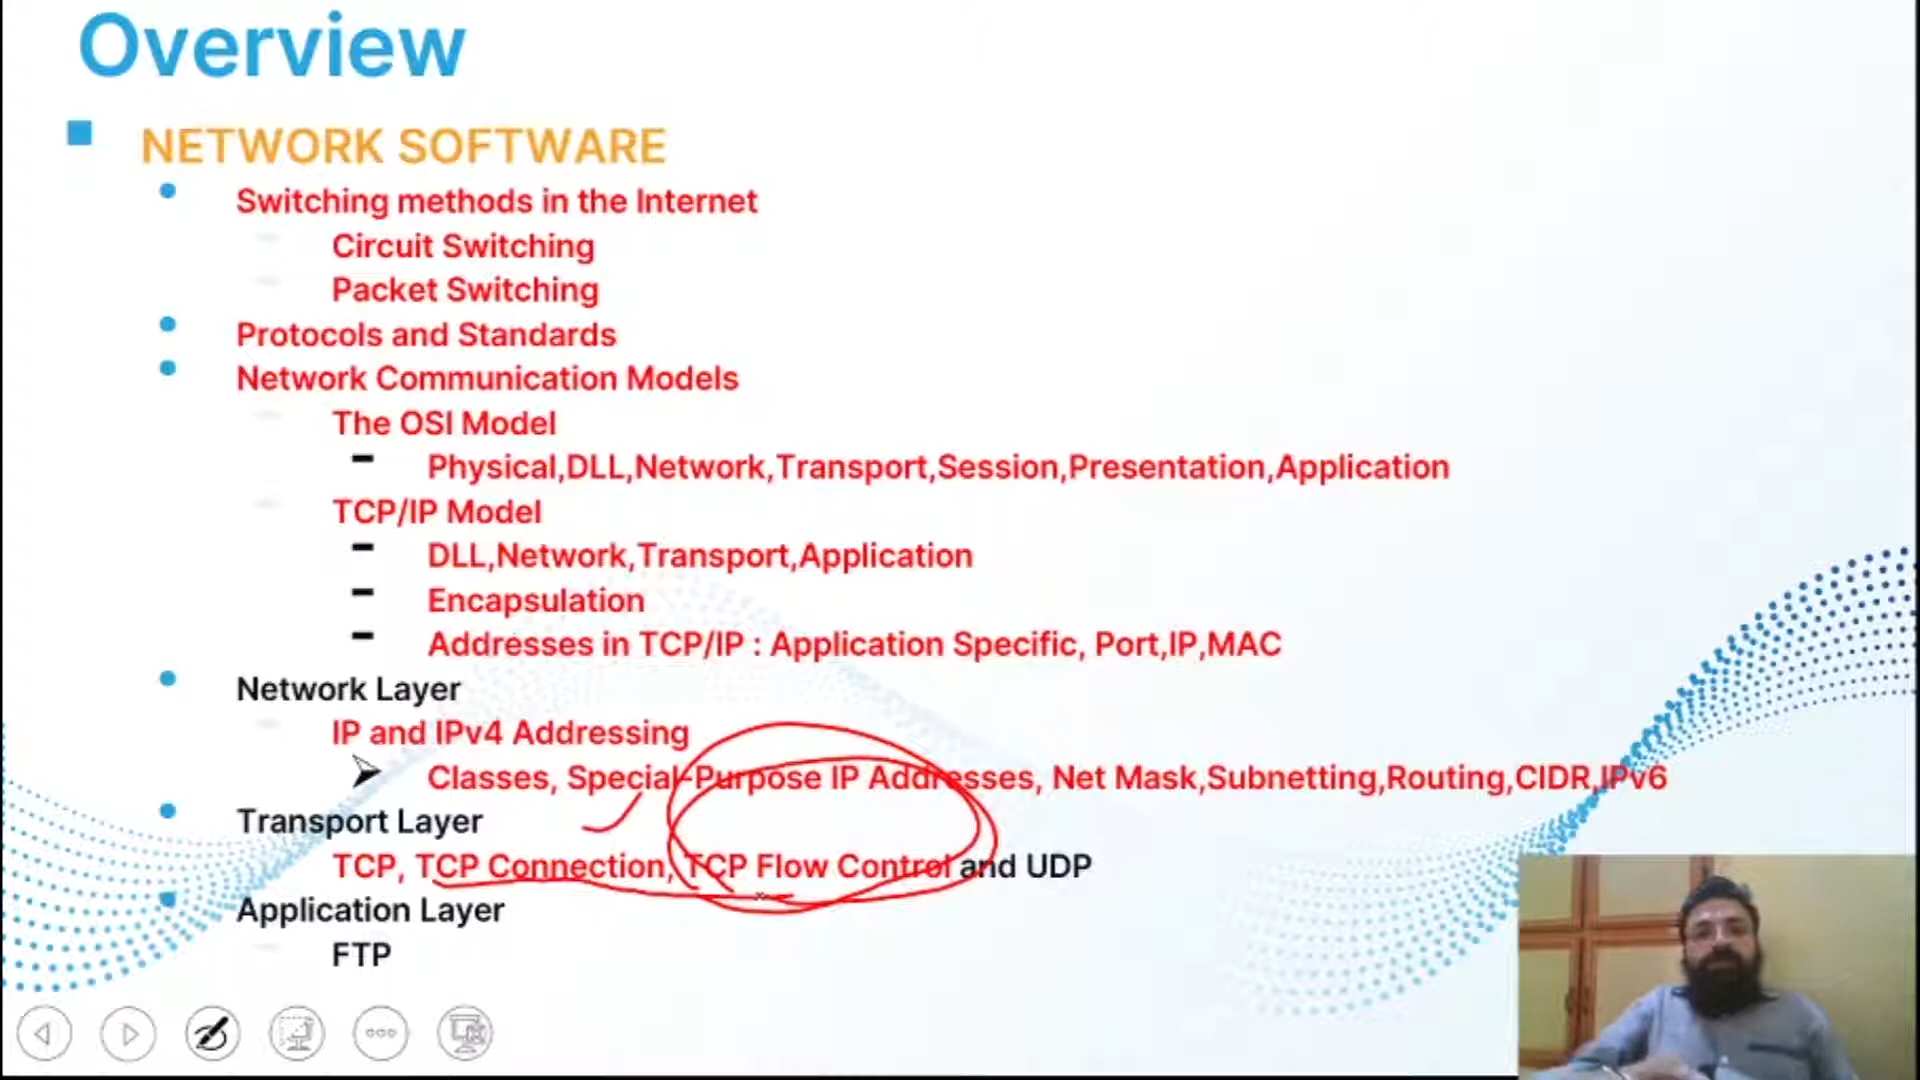 Overview
NETWORK SOFTWARE
Switching methods in the Internet
Circuit Switching
Packet Switching
Protocols and Standards
Network Communication Models
The OSI Model
Physical,DLL,Network,Transport,Session,Presentation,Application
TCP/IP Model
DLL,Network,Transport,Application
Encapsulation
Addresses in TCP/IP : Application Specific, Port,IP,MAC
Network Layer
IP and IPv4 Addressing
Classes, Special-Purpose IP Addresses, Net Mask,Subnetting,Routing,CIDR,IPv6
Transport Layer
TCP, TCP Connection, TCP Flow Control and UDP
Application Layer
FTP